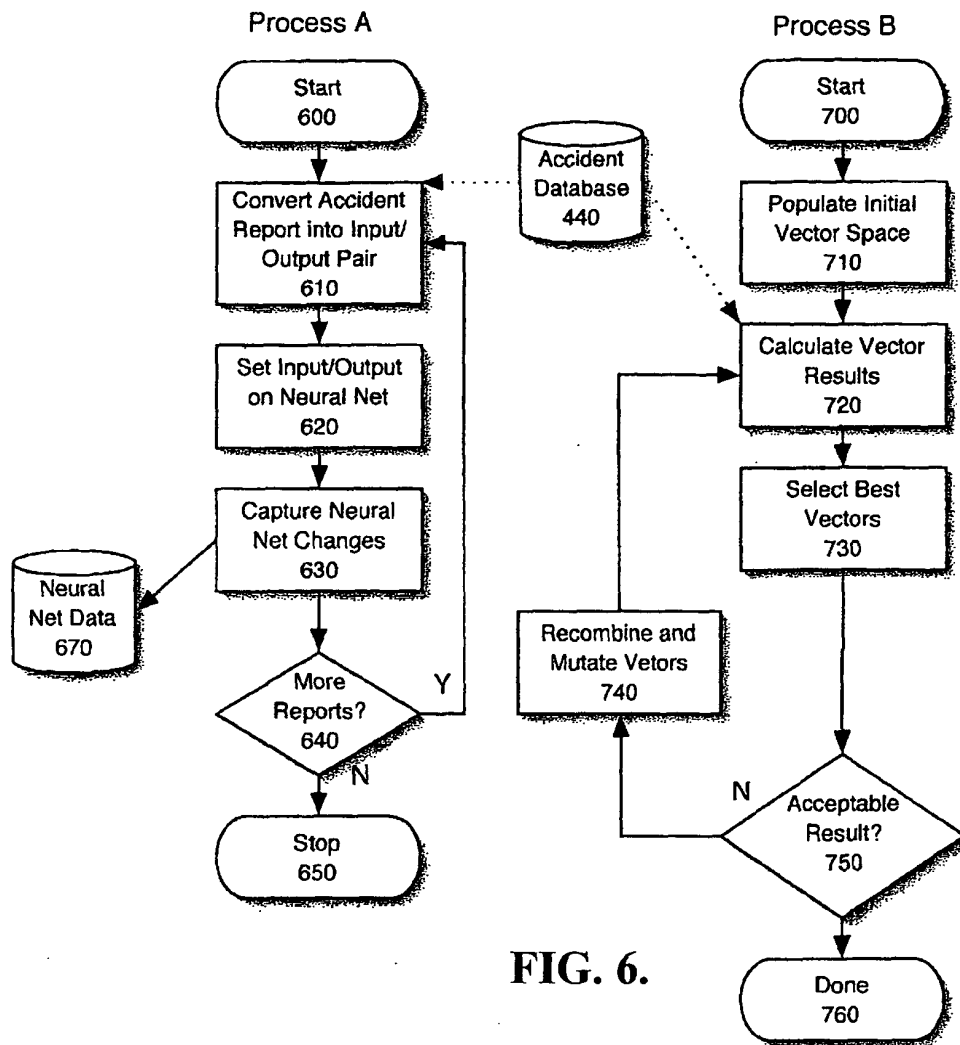 Process A
Start
600
Convert Accident
Report into Input/
Output Pair
610
Set Input/Output
on Neural Net
620
Capture Neural
Net Changes
630
Neural
Net Data
670
More
Reports?
640
Y
N
Stop
650
Accident
Database
440
Process B
Start
700
Populate Initial
Vector Space
710
Calculate Vector
Results
720
Select Best
Vectors
730
Recombine and
Mutate Vetors
740
N
Acceptable
Result?
750
Done
760
FIG. 6.